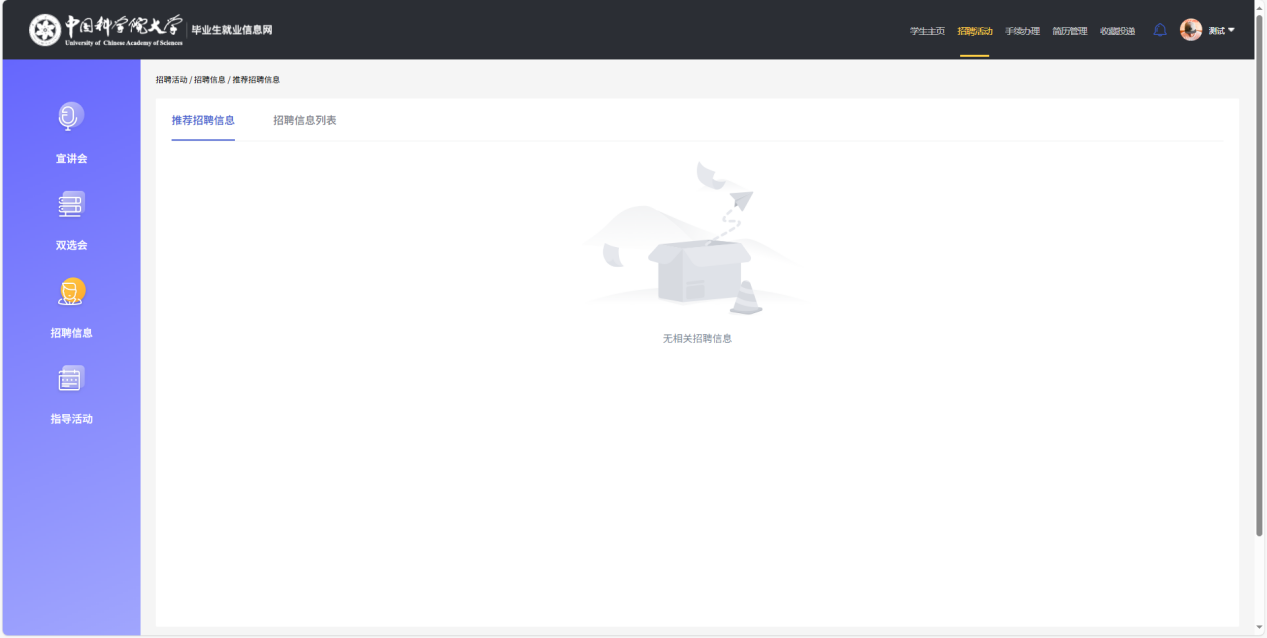 中国科学院大学
University of Chinese Academy of Sciences
毕业生就业信息网
学生主页 招聘活动 手续办理 简历管理 收藏投递 测试
宣讲会
双选会
招聘信息
指导活动
招聘活动 / 招聘信息 / 推荐招聘信息
推荐招聘信息 招聘信息列表
无相关招聘信息